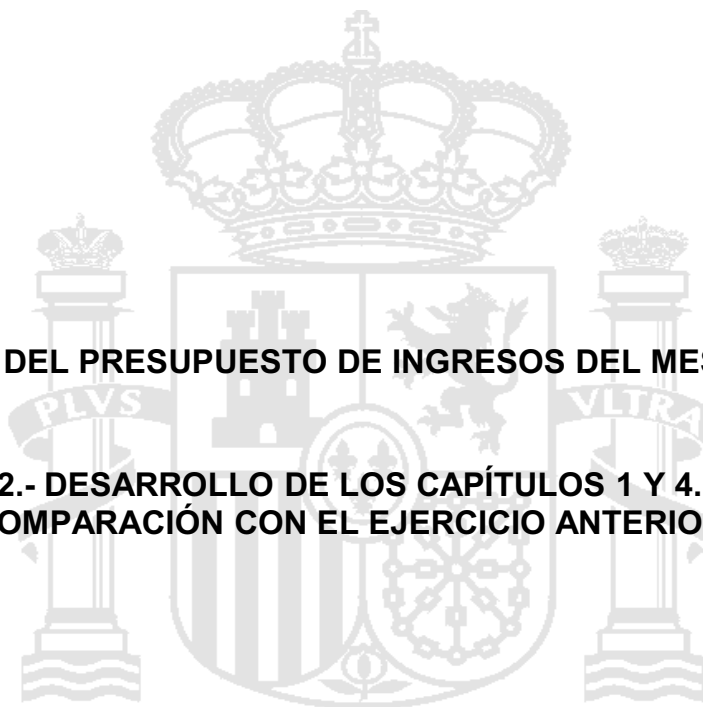 DEL PRESUPUESTO DE INGRESOS DEL MES
PLVS VLTRA
2.- DESARROLLO DE LOS CAPÍTULOS 1 Y 4.
OMPARACIÓN CON EL EJERCICIO ANTERIO